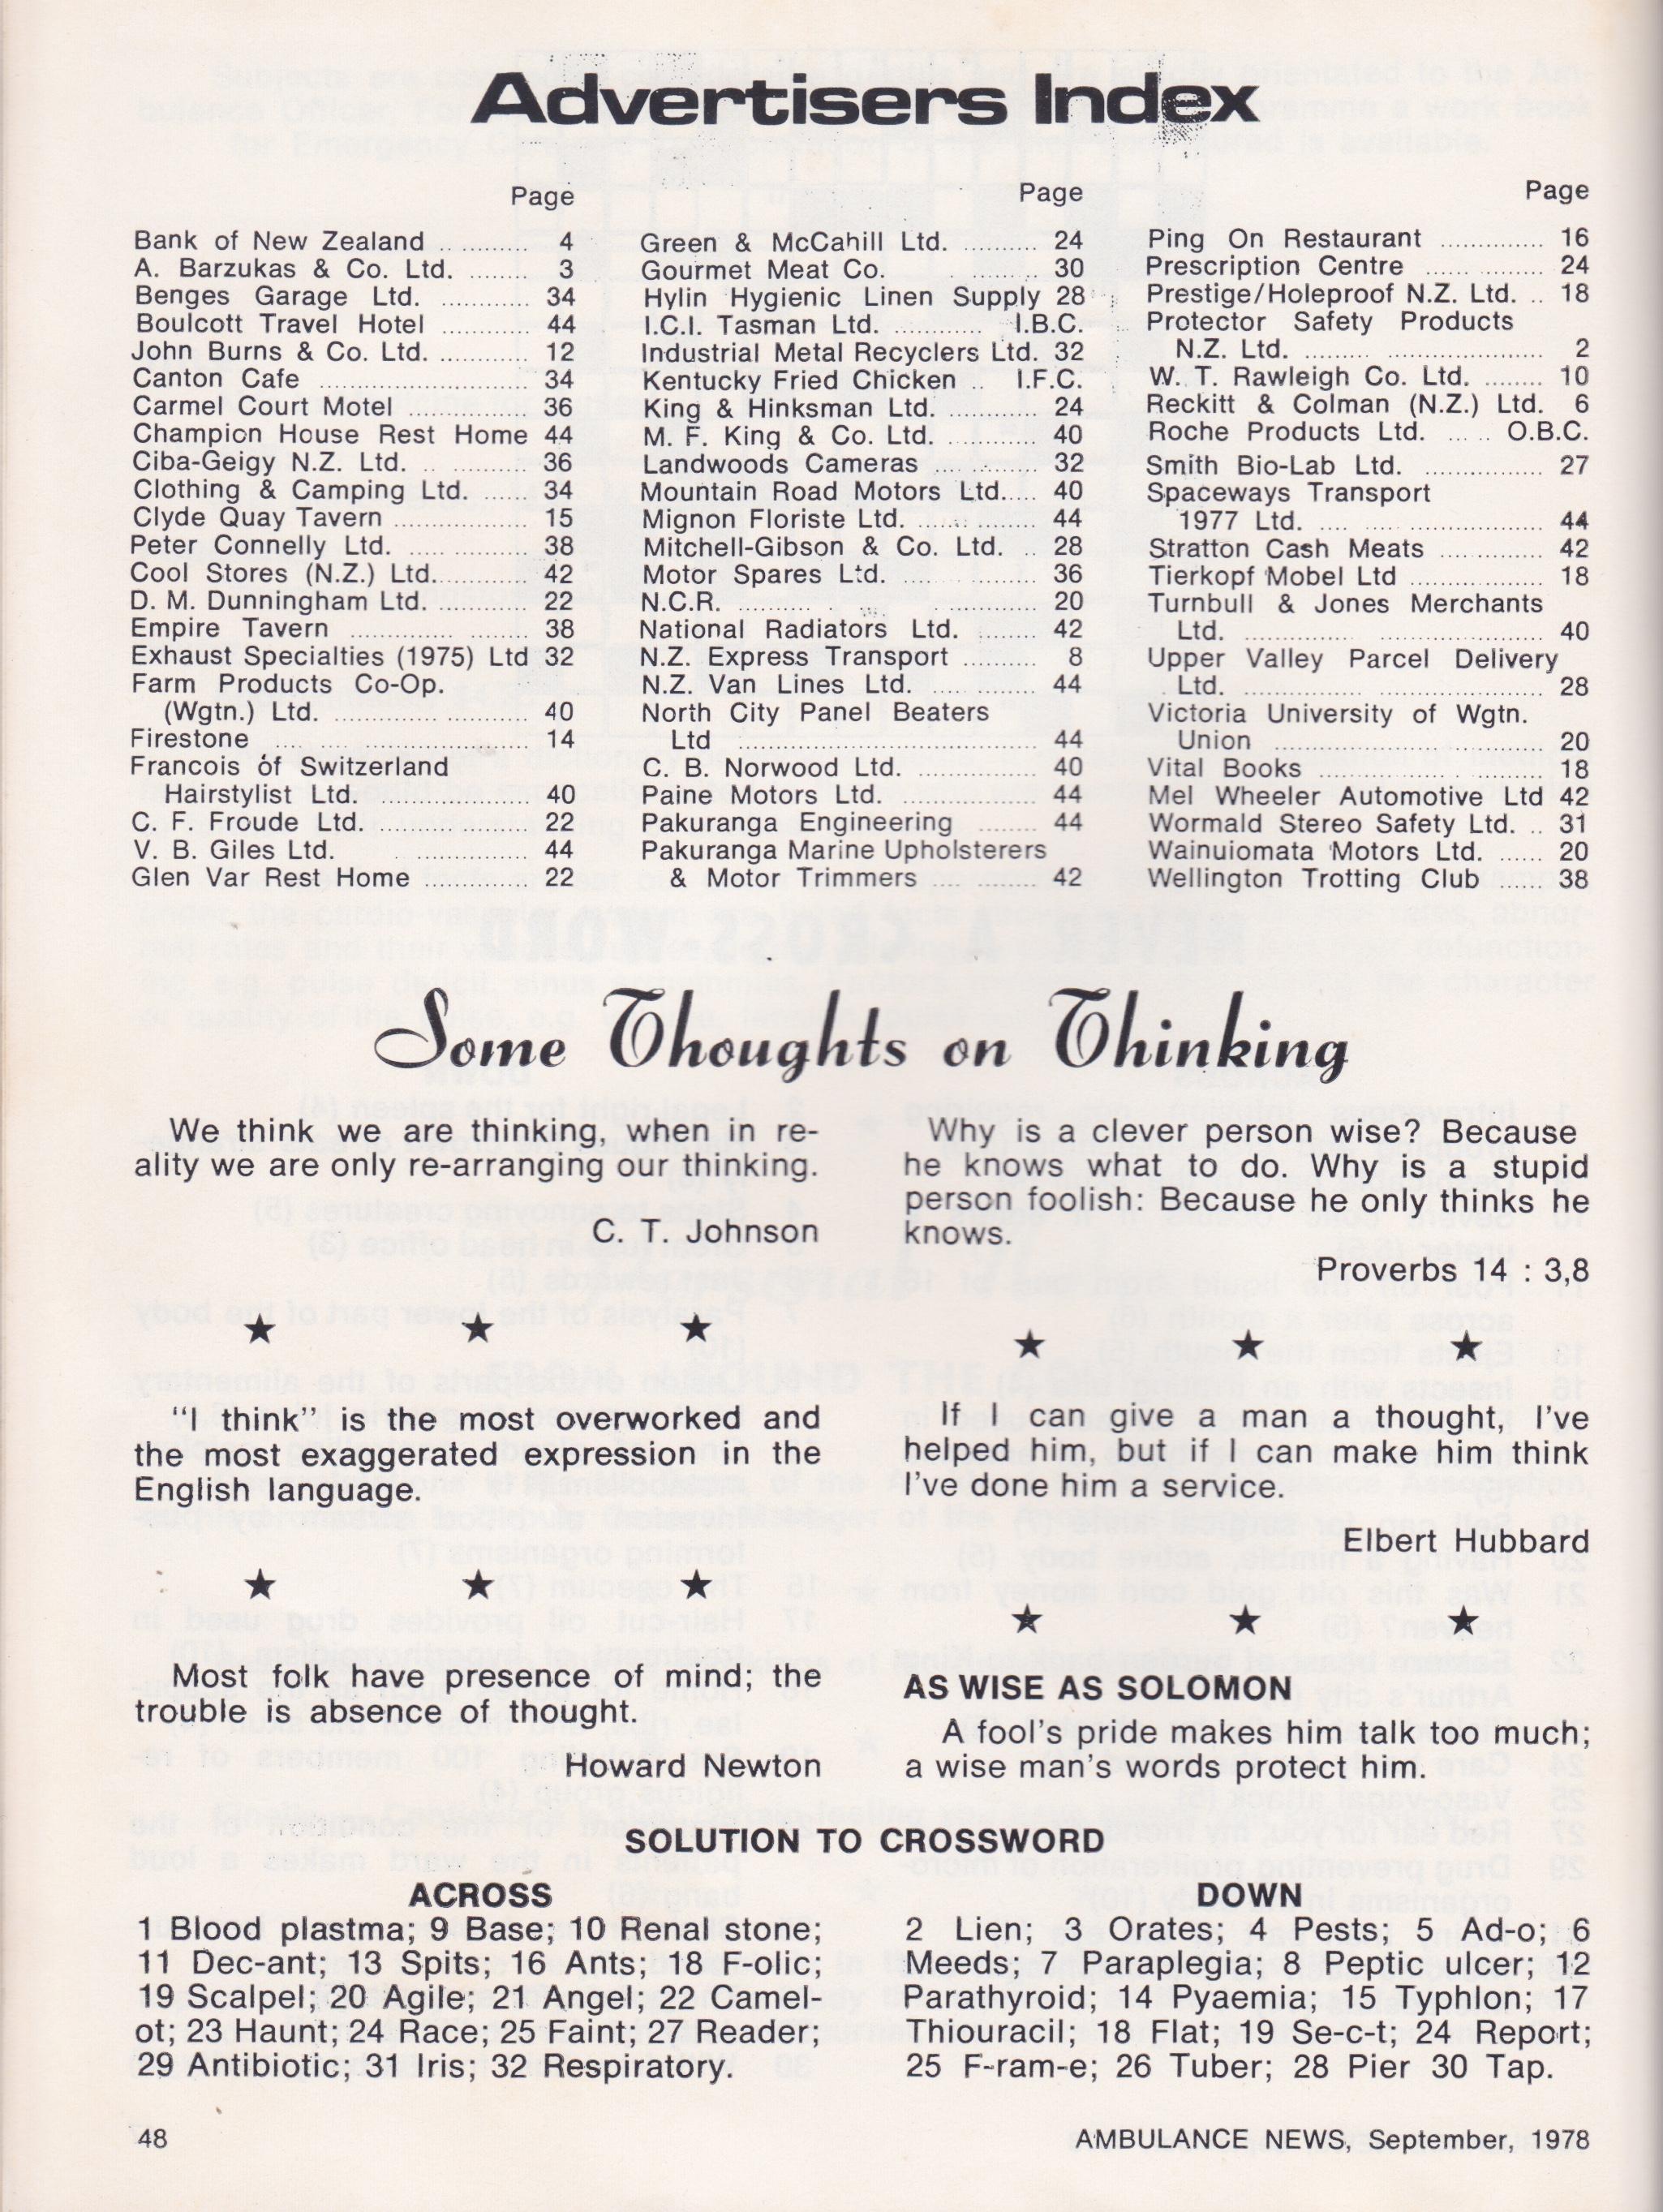 Advertisers Index
Page
Bank of New Zealand .. .......... 4
A. Barzukas & Co. Ltd. ........ 3
Benges Garage Ltd. ............ 34
Boulcott Travel Hotel ............ 44
John Burns & Co. Ltd. ............ 12
Canton Cafe ............................ 34
Carmel Court Motel ................ 36
Champion House Rest Home 44
Ciba-Geigy N.Z. Ltd. .. .......... 36
Clothing & Camping Ltd. ...... 34
Clyde Quay Tavern .................. 15
Peter Connelly Ltd. ..... .......... 38
Cool Stores (N.Z.) Ltd............. 42
D. M. Dunningham Ltd. ............ 22
Empire Tavern .............. ........ 38
Exhaust Specialties (1975) Ltd 32
Farm Products Co-Op.
(Wgtn.) Ltd. .............. ............ 40
Firestone .... .... ...................... 14
Francois of Switzerland
Hairstylist Ltd. .................... 40
C. F. Froude Ltd. .................... 22
V. B. Giles Ltd. ............... 44
Glen Var Rest Home .............. 22
Page
Green & McCahill Ltd. .......... 24
Gourmet Meat Co. ......... 30
Hylin Hygienic Linen Supply 28
I.C.I. Tasman Ltd. ............ I.B.C.
Industrial Metal Recyclers Ltd. 32
Kentucky Fried Chicken .. I.F.C.
King & Hinksman Ltd. ............ 24
M. F. King & Co. Ltd. ............ 40
Landwoods Cameras .... .......... 32
Mountain Road Motors Ltd..... 40
Mignon Floriste Ltd. ...... ........ 44
Mitchell-Gibson & Co. Ltd. .. 28
Motor Spares Ltd. .... ......... 36
N.C.R. .......... . ... ............ 20
National Radiators Ltd. ........ 42
N.Z. Express Transport .......... 8
N.Z. Van Lines Ltd. .............. 44
North City Panel Beaters
Ltd ........................................ 44
C. B. Norwood Ltd. ................ 40
Paine Motors Ltd. .................. 44
Pakuranga Engineering ........ 44
Pakuranga Marine Upholsterers
& Motor Trimmers .... ........ 42
Page
Ping On Restaurant .............. 16
Prescription Centre ...... ......... 24
Prestige/Holeproof N.Z. Ltd. .. 18
Protector Safety Products
N.Z. Ltd. ......... ..................... 2
W. T. Rawleigh Co. Ltd. ........ 10
Reckitt & Colman (N.Z.) Ltd. 6
Roche Products Ltd. ... .. O.B.C.
Smith Bio-Lab Ltd. ................ 27
Spaceways Transport
1977 Ltd. .... .................. 44
Stratton Cash Meats .............. 42
Tierkopf Mobel Ltd .................. 18
Turnbull & Jones Merchants
Ltd. .............. ...................... 40
Upper Valley Parcel Delivery
Ltd. ........................................ 28
Victoria University of Wgtn.
Union .................................... 20
Vital Books ................... ......... 18
Mel Wheeler Automotive Ltd 42
Wormald Stereo Safety Ltd. .. 31
Wainuiomata Motors Ltd. ...... 20
Wellington Trotting Club ...... 38
Some Thoughts on Thinking
We think we are thinking, when in re-
ality we are only re-arranging our thinking.
C. T. Johnson
★ ★ ★
"I think" is the most overworked and
the most exaggerated expression in the
English language.
★ ★ ★
Most folk have presence of mind; the
trouble is absence of thought.
Howard Newton
Why is a clever person wise? Because
he knows what to do. Why is a stupid
person foolish: Because he only thinks he
knows.
Proverbs 14 : 3,8
★ ★ ★
If I can give a man a thought, I've
helped him, but if I can make him think
I've done him a service.
Elbert Hubbard
★ ★ ★
AS WISE AS SOLOMON
A fool's pride makes him talk too much;
a wise man's words protect him.
SOLUTION TO CROSSWORD
ACROSS
1 Blood plastma; 9 Base; 10 Renal stone;
11 Dec-ant; 13 Spits; 16 Ants; 18 F-olic;
19 Scalpel; 20 Agile; 21 Angel; 22 Camel-
ot; 23 Haunt; 24 Race; 25 Faint; 27 Reader;
29 Antibiotic; 31 Iris; 32 Respiratory.
DOWN
2 Lien; 3 Orates; 4 Pests; 5 Ad-o; 6
Meeds; 7 Paraplegia; 8 Peptic ulcer; 12
Parathyroid; 14 Pyaemia; 15 Typhlon; 17
Thiouracil; 18 Flat; 19 Se-c-t; 24 Report;
25 F-ram-e; 26 Tuber; 28 Pier 30 Tap.
48
AMBULANCE NEWS, September, 1978